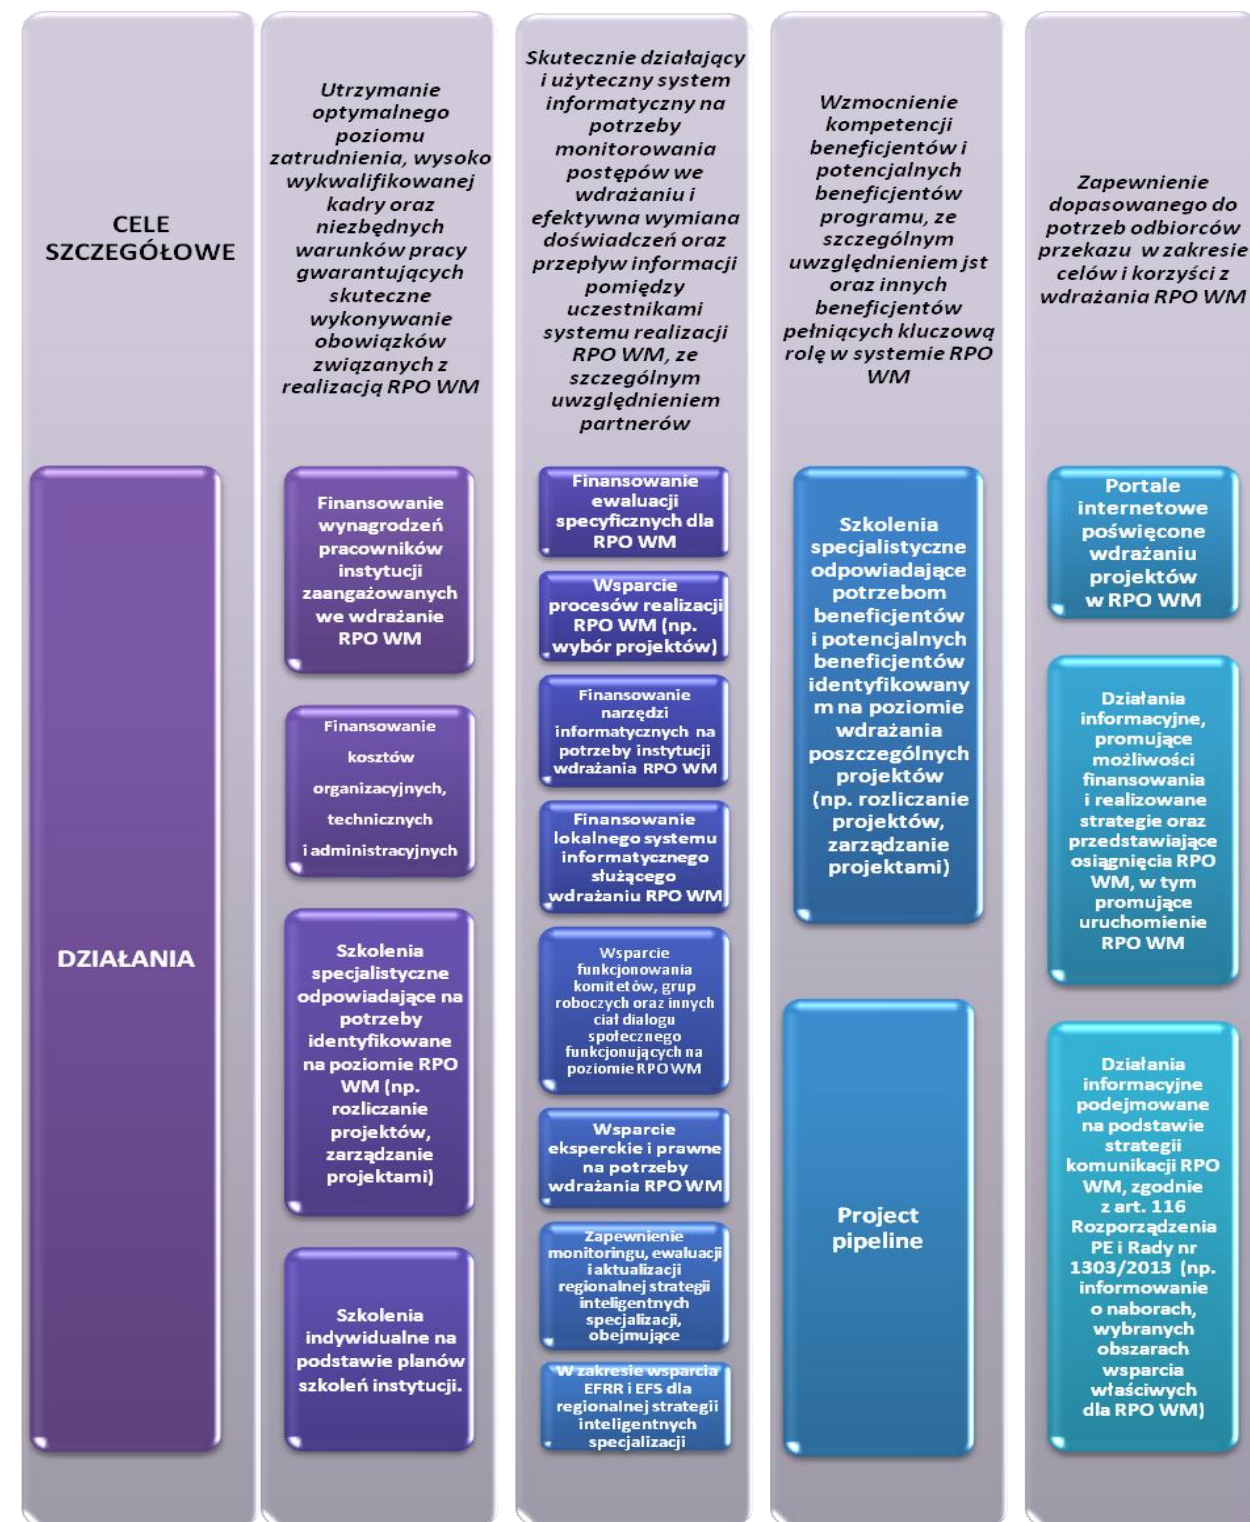 CELE
SZCZEGÓŁOWE
DZIAŁANIA
Utrzymanie
optymalnego
poziomu
zatrudnienia, wysoko
wykwalifikowanej
kadry oraz
niezbędnych
warunków pracy
gwarantujących
skuteczne
wykonywanie
obowiązków
związanych z
realizacją RPO WM
Finansowanie
wynagrodzeń
pracowników
instytucji
zaangażowanych
we wdrażanie
RPO WM
Finansowanie
kosztów
organizacyjnych,
technicznych
i administracyjnych
Szkolenia
specjalistyczne
odpowiadające na
potrzeby
identyfikowane
na poziomie RPO
WM (np.
rozliczanie
projektów,
zarządzanie
projektami)
Szkolenia
indywidualne na
podstawie planów
szkoleń instytucji.
Skutecznie działający
i użyteczny system
informatyczny na
potrzeby
monitorowania
postępów we
wdrażaniu i
efektywna wymiana
doświadczeń oraz
przepływ informacji
pomiędzy
uczestnikami
systemu realizacji
RPO WM, ze
szczególnym
uwzględnieniem
partnerów
Finansowanie
ewaluacji
specyficznych dla
RPO WM
Wsparcie
procesów realizacji
RPO WM (np.
wybór projektów)
Finansowanie
narzędzi
informatycznych na
potrzeby instytucji
wdrażania RPO WM
Finansowanie
lokalnego systemu
informatycznego
służącego
wdrażaniu RPO WM
Wsparcie
funkcjonowania
komitetów, grup
roboczych oraz innych
ciał dialogu
społecznego
funkcjonujących na
poziomie RPO WM
Wsparcie
eksperckie i prawne
na potrzeby
wdrażania RPO WM
Zapewnienie
monitoringu, ewaluacji
i aktualizacji
regionalnej strategii
inteligentnych
specjalizacji,
obejmujące
W zakresie wsparcia
EFRR i EFS dla
regionalnej strategii
inteligentnych
specjalizacji
Wzmocnienie
kompetencji
beneficjentów i
potencjalnych
beneficjentów
programu, ze
szczególnym
uwzględnieniem jst
oraz innych
beneficjentów
pełniących kluczową
rolę w systemie RPO
WM
Szkolenia
specjalistyczne
odpowiadające
potrzebom
beneficjentów
i potencjalnych
beneficjentów
identyfikowany
m na poziomie
wdrażania
poszczególnych
projektów
(np. rozliczanie
projektów,
zarządzanie
projektami)
Project
pipeline
Zapewnienie
dopasowanego do
potrzeb odbiorców
przekazu w zakresie
celów i korzyści z
wdrażania RPO WM
Portale
internetowe
poświęcone
wdrażaniu
projektów
w RPO WM
Działania
informacyjne,
promujące
możliwości
finansowania
i realizowane
strategie oraz
przedstawiające
osiągnięcia RPO
WM, w tym
promujące
uruchomienie
RPO WM
Działania
informacyjne
podejmowane
na podstawie
strategii
komunikacji RPO
WM, zgodnie
z art. 116
Rozporządzenia
PE i Rady nr
1303/2013 (np.
informowanie
o naborach,
wybranych
obszarach
wsparcia
właściwych
dla RPO WM)